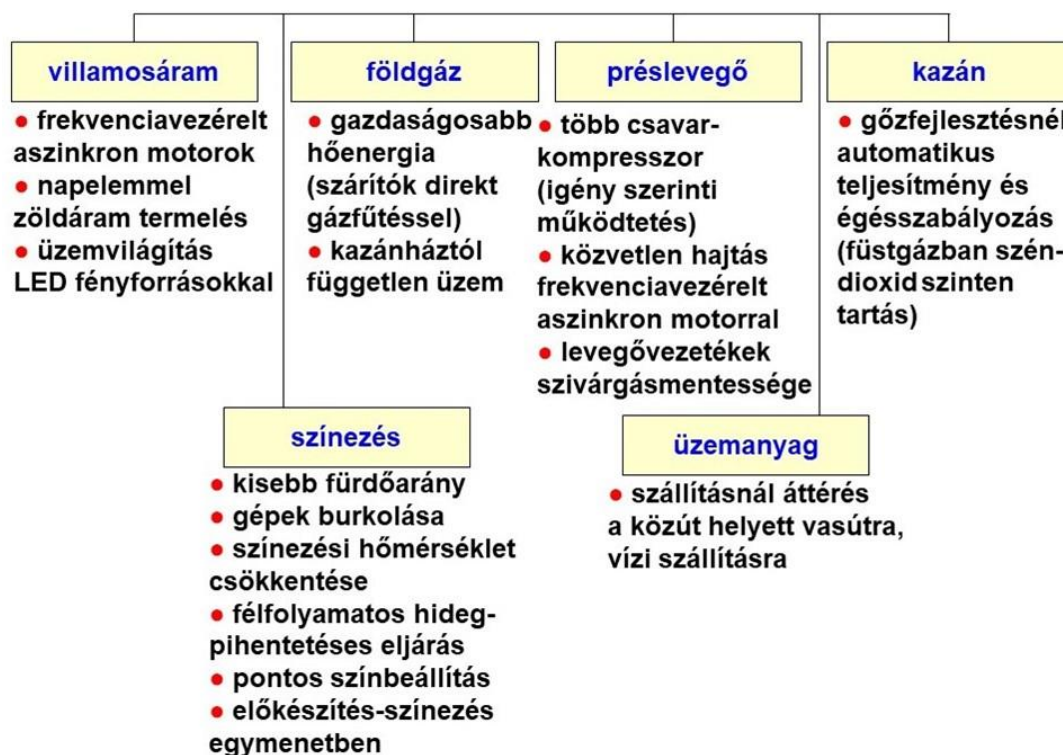 villamosáram
● frekvenciavezérelt
aszinkron motorok
● napelemmel
zöldáram termelés
● üzemvilágítás
LED fényforrásokkal
földgáz
● gazdaságosabb
hőenergia
(szárítók direkt
gázfűtéssel)
● kazánháztól
független üzem
préslevegő
● több csavar-
kompresszor
(igény szerinti
működtetés)
● közvetlen hajtás
frekvenciavezérelt
aszinkron motorral
● levegővezetékek
szivárgásmentessége
kazán
● gőzfejlesztésnél
automatikus
teljesítmény és
égésszabályozás
(füstgázban szén-
dioxid szinten
tartás)
színezés
● kisebb fürdőarány
● gépek burkolása
● színezési hőmérséklet
csökkentése
● félfolyamatos hideg-
pihentetéses eljárás
● pontos színbeállítás
● előkészítés-színezés
egymenetben
üzemanyag
● szállításnál áttérés
a közút helyett vasútra,
vízi szállításra